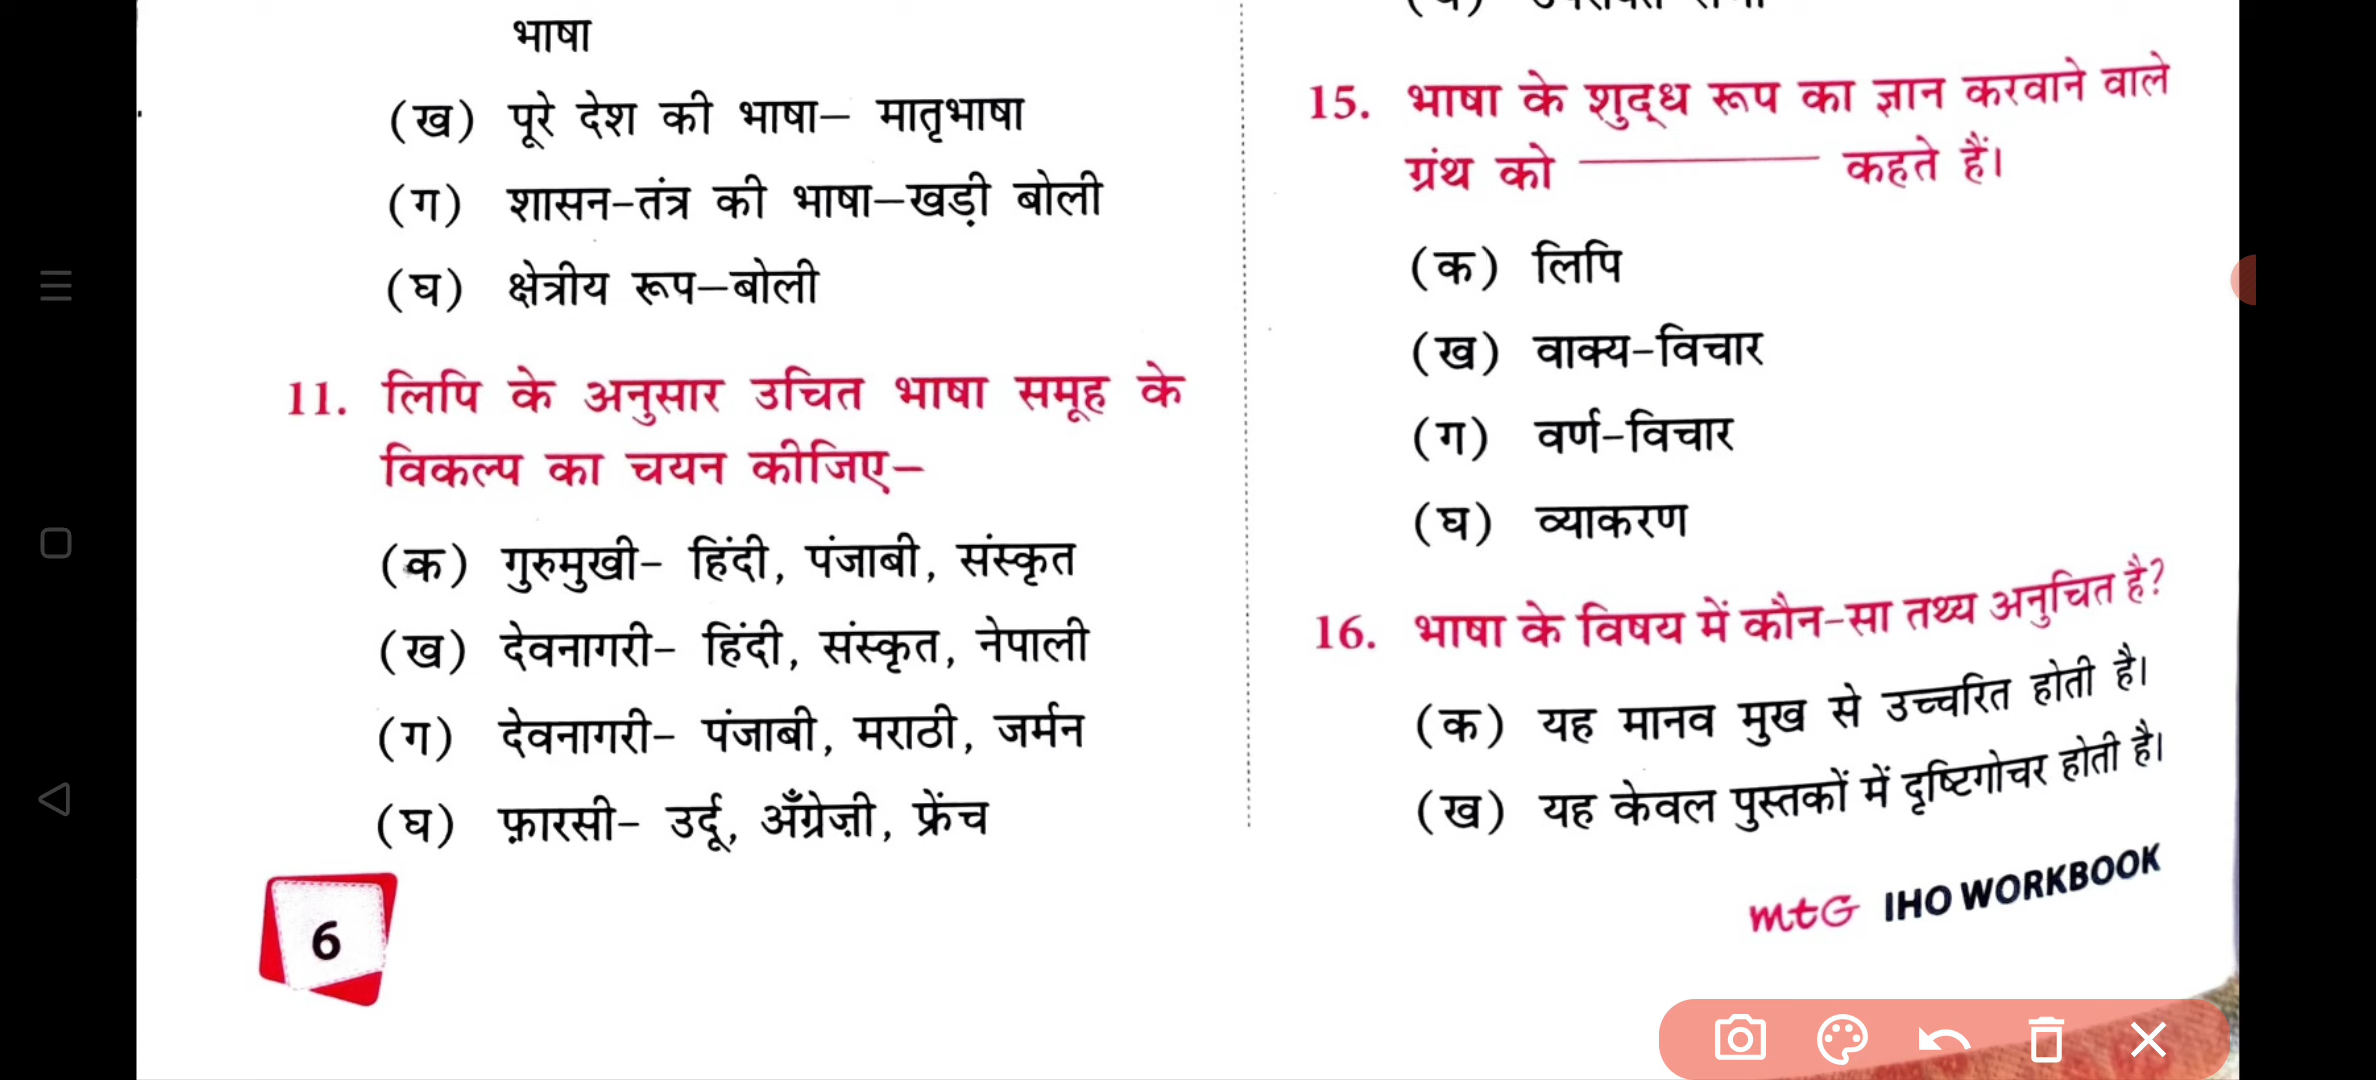 भाषा
(ख) पूरे देश की भाषा– मातृभाषा
(ग) शासन-तंत्र की भाषा–खड़ी बोली
(घ) क्षेत्रीय रूप–बोली
11. लिपि के अनुसार उचित भाषा समूह के
विकल्प का चयन कीजिए–
(क) गुरुमुखी– हिंदी, पंजाबी, संस्कृत
(ख) देवनागरी– हिंदी, संस्कृत, नेपाली
(ग) देवनागरी– पंजाबी, मराठी, जर्मन
(घ) फ़ारसी– उर्दू, अँग्रेज़ी, फ्रेंच
6
15. भाषा के शुद्ध रूप का ज्ञान करवाने वाले
ग्रंथ को ———— कहते हैं।
(क) लिपि
(ख) वाक्य-विचार
(ग) वर्ण-विचार
(घ) व्याकरण
16. भाषा के विषय में कौन-सा तथ्य अनुचित है?
(क) यह मानव मुख से उच्चरित होती है।
(ख) यह केवल पुस्तकों में दृष्टिगोचर होती है।
mtG IHO WORKBOOK